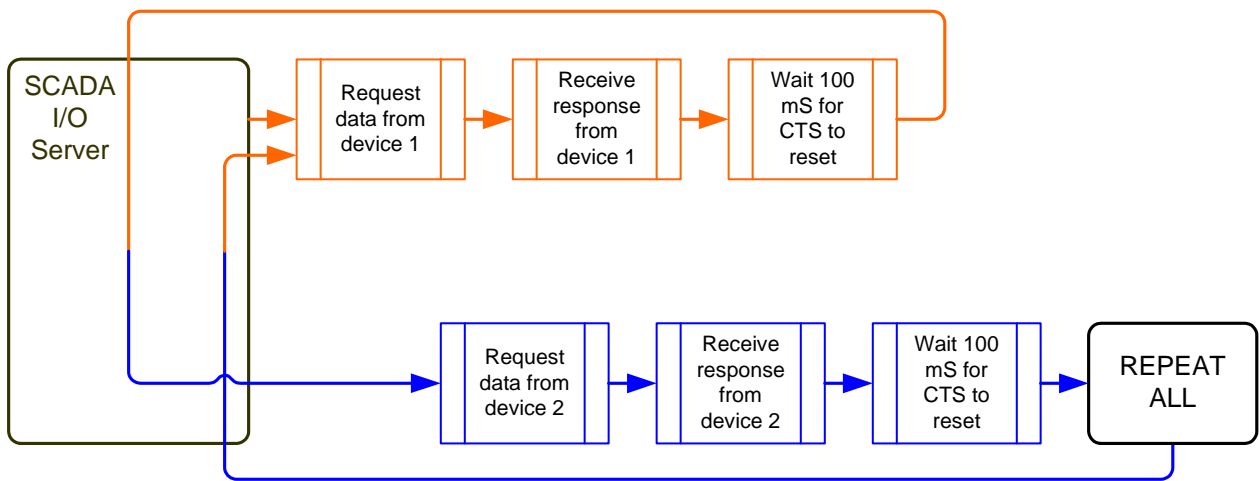 SCADA
I/O
Server
Request
data from
device 1
Receive
response
from
device 1
Wait 100
mS for
CTS to
reset
Request
data from
device 2
Receive
response
from
device 2
Wait 100
mS for
CTS to
reset
REPEAT
ALL